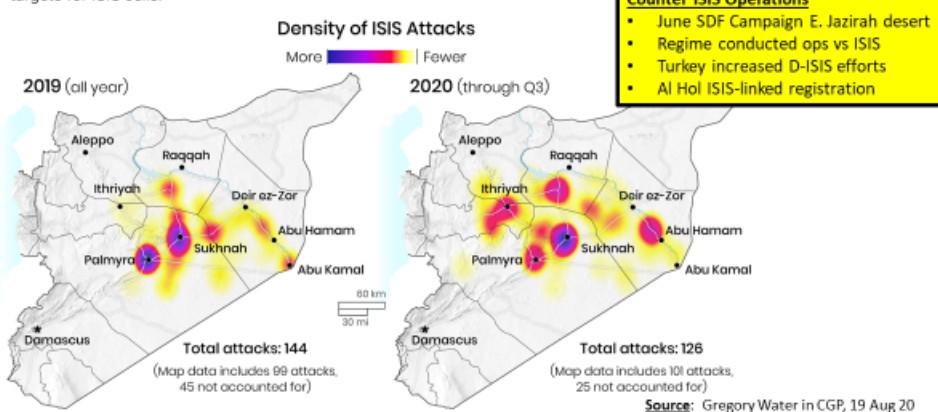 targets for ISIS cells.
Counter ISIS Operations
• June SDF Campaign E. Jazirah desert
• Regime conducted ops vs ISIS
• Turkey increased D-ISIS efforts
• Al Hol ISIS-linked registration
Density of ISIS Attacks
More Fewer
2019 (all year)
Aleppo
Raqqah
Ithriyah
Deir ez-Zor
Abu Hamam
Sukhnah
Palmyra
Abu Kamal
60 km
30 mi
Damascus
Total attacks: 144
(Map data includes 99 attacks,
45 not accounted for)
2020 (through Q3)
Aleppo
Raqqah
Ithriyah
Deir ez-Zor
Abu Hamam
Sukhnah
Palmyra
Abu Kamal
Damascus
Total attacks: 126
(Map data includes 101 attacks,
25 not accounted for)
Source: Gregory Water in CGP, 19 Aug 20